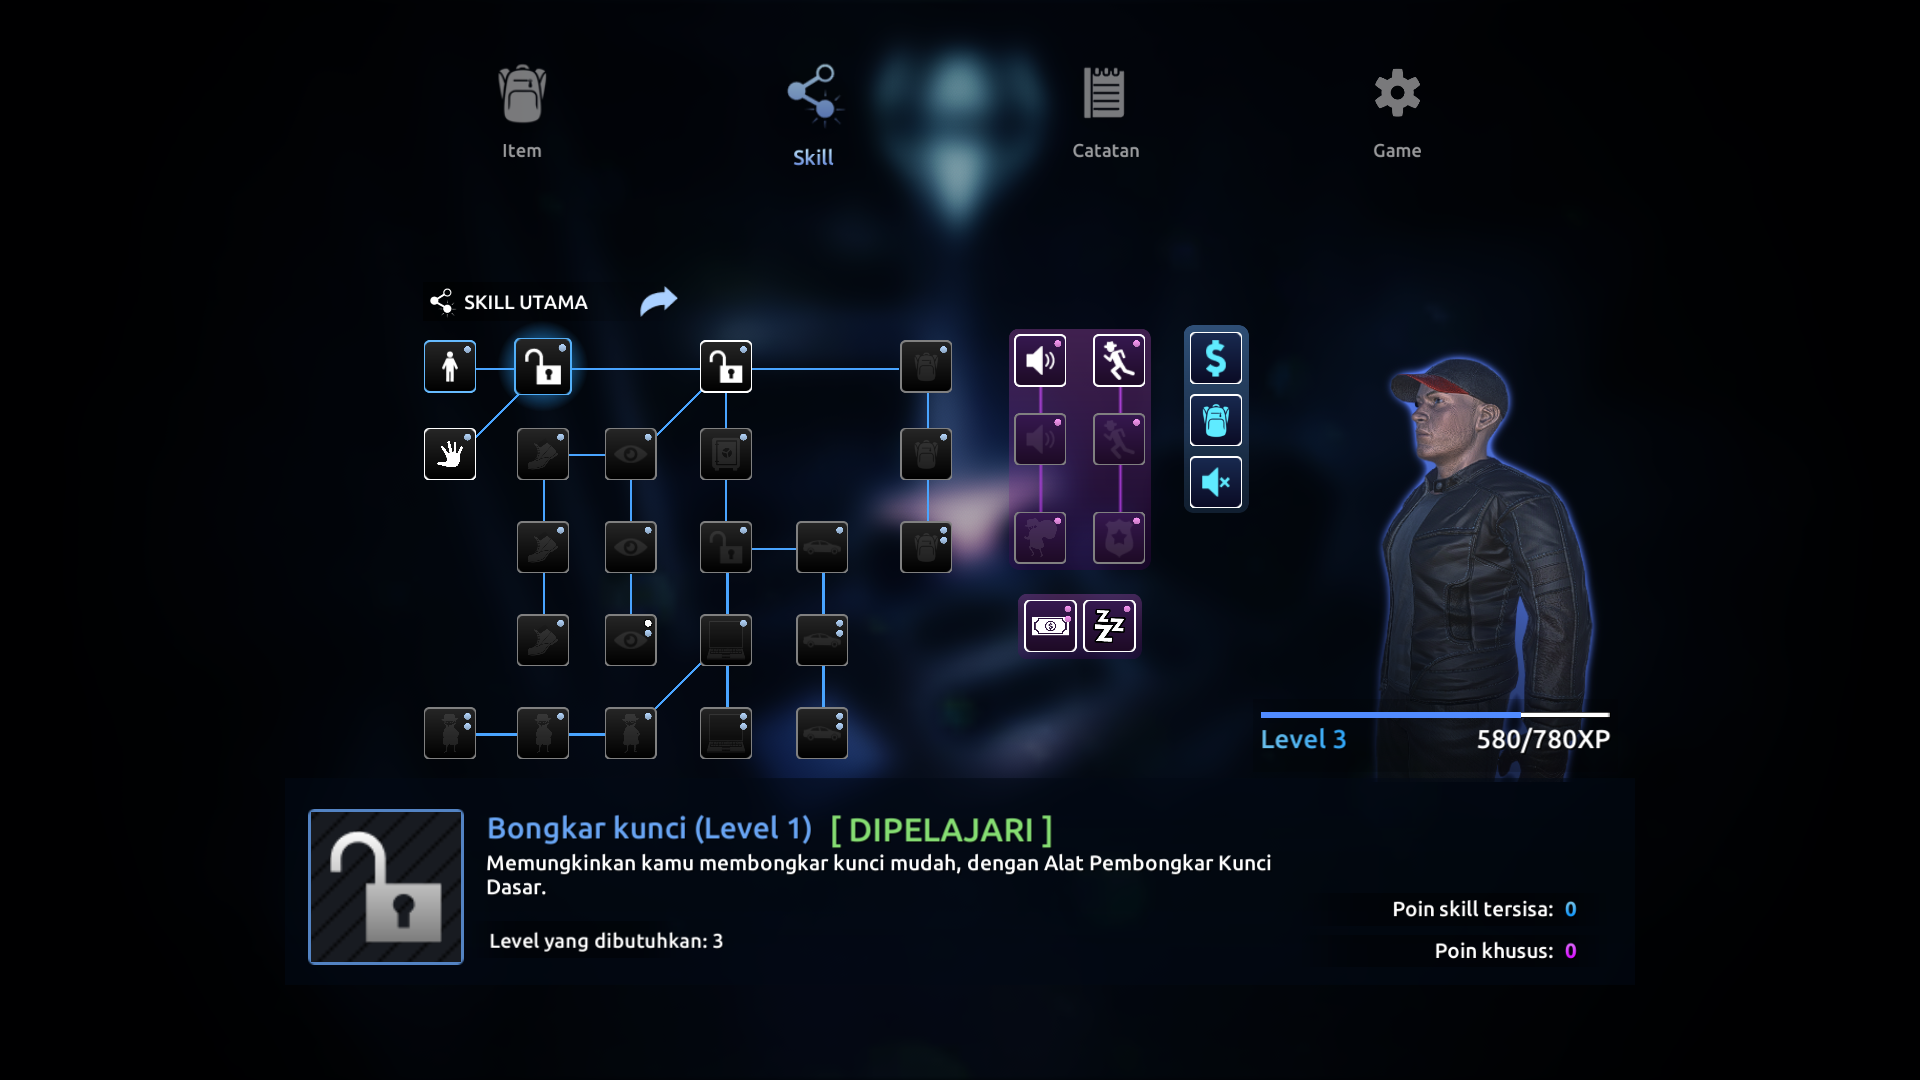 Item
Skill
Catatan
Game
SKILL UTAMA
Level 3
580/780XP
Bongkar kunci (Level 1) [ DIPELAJARI ]
Memungkinkan kamu membongkar kunci mudah, dengan Alat Pembongkar Kunci
Dasar.
Level yang dibutuhkan: 3
Poin skill tersisa: 0
Poin khusus: 0